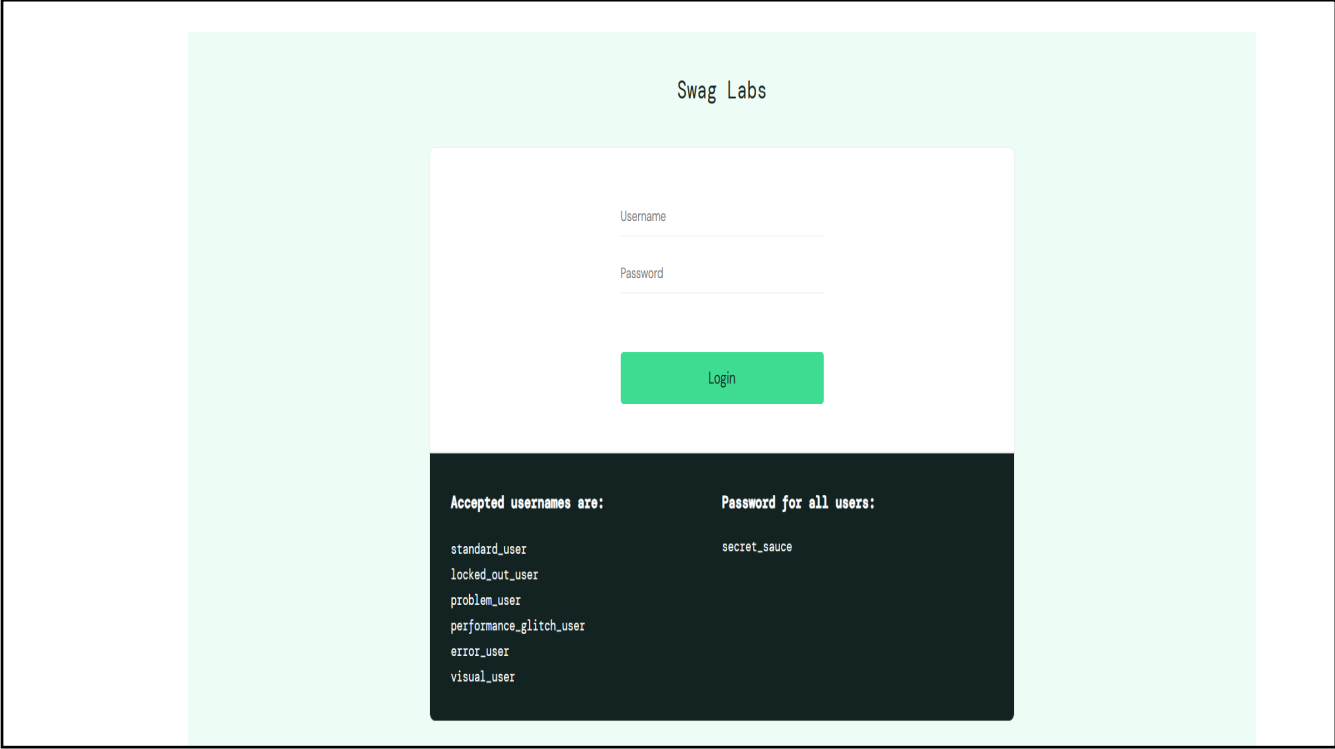 Swag Labs
Username
Password
Login
Accepted usernames are:
standard_user
locked_out_user
problem_user
performance_glitch_user
error_user
visual_user
Password for all users:
secret_sauce